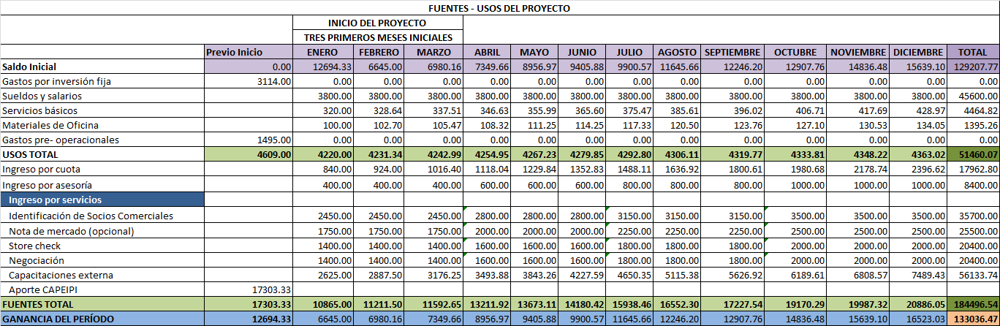 FUENTES - USOS DEL PROYECTO
INICIO DEL PROYECTO
TRES PRIMEROS MESES INICIALES
Previo Inicio ENERO FEBRERO MARZO ABRIL MAYO JUNIO JULIO AGOSTO SEPTIEMBRE OCTUBRE NOVIEMBRE DICIEMBRE TOTAL
Saldo Inicial 0.00 12694.33 6645.00 6980.16 7349.66 8956.97 9405.88 9900.57 11645.66 12246.20 12907.76 14836.48 15639.10 129207.77
Gastos por inversión fija 3114.00 0.00 0.00 0.00 0.00 0.00 0.00 0.00 0.00 0.00 0.00 0.00 0.00 0.00
Sueldos y salarios 3800.00 3800.00 3800.00 3800.00 3800.00 3800.00 3800.00 3800.00 3800.00 3800.00 3800.00 3800.00 45600.00
Servicios básicos 320.00 328.64 337.51 346.63 355.99 365.60 375.47 385.61 396.02 406.71 417.69 428.97 4464.82
Materiales de Oficina 100.00 102.70 105.47 108.32 111.25 114.25 117.33 120.50 123.76 127.10 130.53 134.05 1395.26
Gastos pre- operacionales 1495.00 0.00 0.00 0.00 0.00 0.00 0.00 0.00 0.00 0.00 0.00 0.00 0.00 0.00
USOS TOTAL 4609.00 4220.00 4231.34 4242.99 4254.95 4267.23 4279.85 4292.80 4306.11 4319.77 4333.81 4348.22 4363.02 51460.07
Ingreso por cuota 840.00 924.00 1016.40 1118.04 1229.84 1352.83 1488.11 1636.92 1800.61 1980.68 2178.74 2396.62 17962.80
Ingreso por asesoría 400.00 400.00 400.00 600.00 600.00 600.00 800.00 800.00 800.00 1000.00 1000.00 1000.00 8400.00
Ingreso por servicios
Identificación de Socios Comerciales 2450.00 2450.00 2450.00 2800.00 2800.00 2800.00 3150.00 3150.00 3150.00 3500.00 3500.00 3500.00 35700.00
Nota de mercado (opcional) 1750.00 1750.00 1750.00 2000.00 2000.00 2000.00 2250.00 2250.00 2250.00 2500.00 2500.00 2500.00 25500.00
Store check 1400.00 1400.00 1400.00 1600.00 1600.00 1600.00 1800.00 1800.00 1800.00 2000.00 2000.00 2000.00 20400.00
Negociación 1400.00 1400.00 1400.00 1600.00 1600.00 1600.00 1800.00 1800.00 1800.00 2000.00 2000.00 2000.00 20400.00
Capacitaciones externa 2625.00 2887.50 3176.25 3493.88 3843.26 4227.59 4650.35 5115.38 5626.92 6189.61 6808.57 7489.43 56133.74
Aporte CAPEIPI 17303.33
FUENTES TOTAL 17303.33 10865.00 11211.50 11592.65 13211.92 13673.11 14180.42 15938.46 16552.30 17227.54 19170.29 19987.32 20886.05 184496.54
GANANCIA DEL PERÍODO 12694.33 6645.00 6980.16 7349.66 8956.97 9405.88 9900.57 11645.66 12246.20 12907.76 14836.48 15639.10 16523.03 133036.47